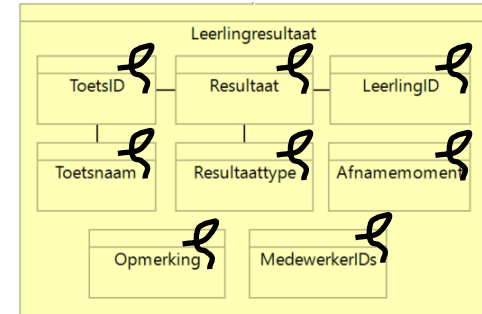 Leerlingresultaat
ToetsID Resultaat LeerlingID
Toetsnaam Resultaattype Afnamemoment
Opmerking MedewerkerIDs